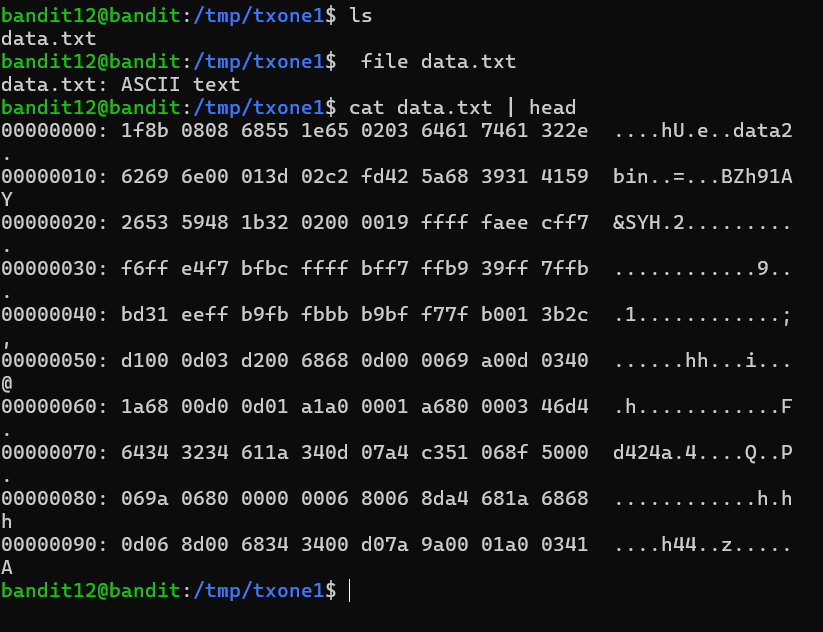 bandit12@bandit:/tmp/txone1$ ls
data.txt
bandit12@bandit:/tmp/txone1$  file data.txt
data.txt: ASCII text
bandit12@bandit:/tmp/txone1$ cat data.txt | head
00000000: 1f8b 0808 6855 1e65 0203 6461 7461 322e  ....hU.e..data2
.
00000010: 6269 6e00 013d 02c2 fd42 5a68 3931 4159  bin..=...BZh91A
Y
00000020: 2653 5948 1b32 0200 0019 ffff faee cff7  &SYH.2.........
.
00000030: f6ff e4f7 bfbc ffff bff7 ffb9 39ff 7ffb  ............9..
.
00000040: bd31 eeff b9fb fbbb b9bf f77f b001 3b2c  .1............;
,
00000050: d100 0d03 d200 6868 0d00 0069 a00d 0340  ......hh...i...
@
00000060: 1a68 00d0 0d01 a1a0 0001 a680 0003 46d4  .h............F
.
00000070: 6434 3234 611a 340d 07a4 c351 068f 5000  d424a.4....Q..P
.
00000080: 069a 0680 0000 0006 8006 8da4 681a 6868  ............h.h
h
00000090: 0d06 8d00 6834 3400 d07a 9a00 01a0 0341  ....h44..z.....
A
bandit12@bandit:/tmp/txone1$